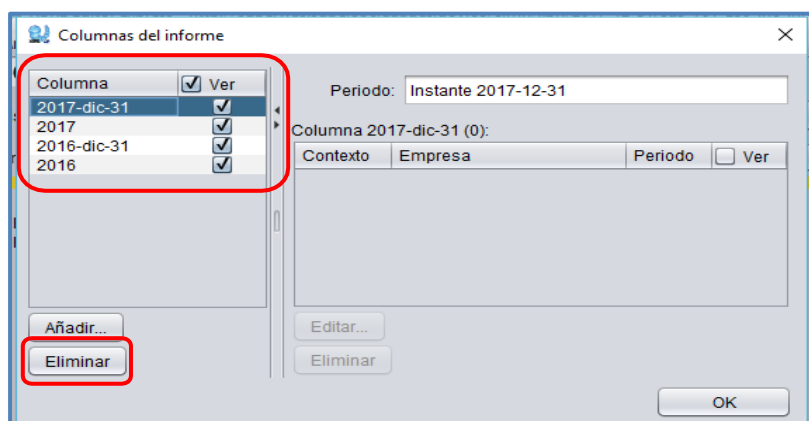 Columnas del informe
Columna Ver
2017-dic-31
2017
2016-dic-31
2016
Añadir...
Eliminar
Periodo: Instante 2017-12-31
Columna 2017-dic-31 (0):
Contexto Empresa Periodo Ver
Editar...
Eliminar
OK